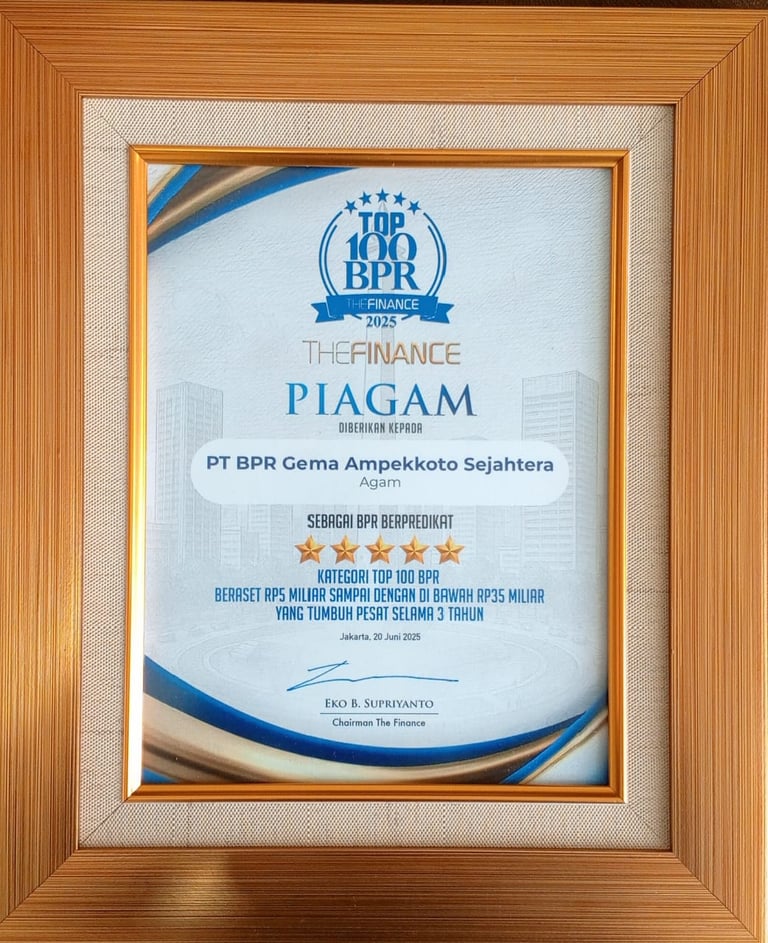 TOP
100
BPR
THEFINANCE
2025
THEFINANCE
PIAGAM
DIBERIKAN KEPADA
PT BPR Gema Ampekkoto Sejahtera
Agam
SEBAGAI BPR BERPREDIKAT
KATEGORI TOP 100 BPR
BERASET RP5 MILIAR SAMPAI DENGAN DI BAWAH RP35 MILIAR
YANG TUMBUH PESAT SELAMA 3 TAHUN
Jakarta, 20 Juni 2025
EKO B. SUPRIYANTO
Chairman The Finance